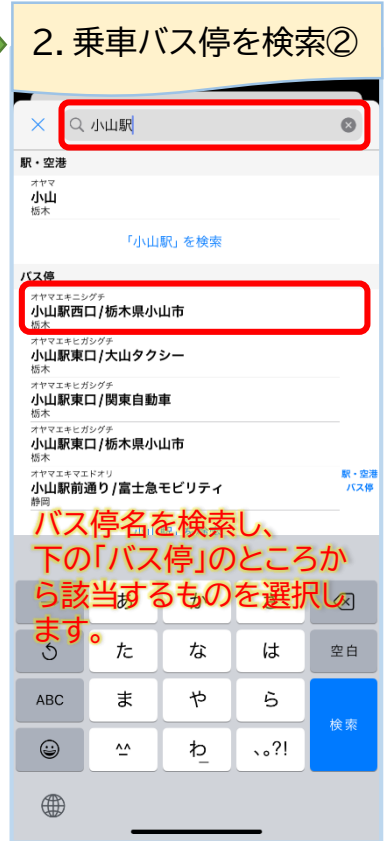 2. 乗車バス停を検索②
小山駅
駅・空港
オヤマ
小山
栃木
「小山駅」を検索
バス停
オヤマエキニシグチ
小山駅西口/栃木県小山市
栃木
オヤマエキヒガシグチ
小山駅東口/大山タクシー
栃木
オヤマエキヒガシグチ
小山駅東口/関東自動車
栃木
オヤマエキヒガシグチ
小山駅東口/栃木県小山市
栃木
オヤマエキマエドオリ
小山駅前通り/富士急モビリティ
静岡
駅・空港
バス停
バス停名を検索し、
下の「バス停」のところか
ら該当するものを選択し
ます。
あ
か
さ
た
な
は
空白
ABC
ま
や
ら
検索
^^
わ
、。?!